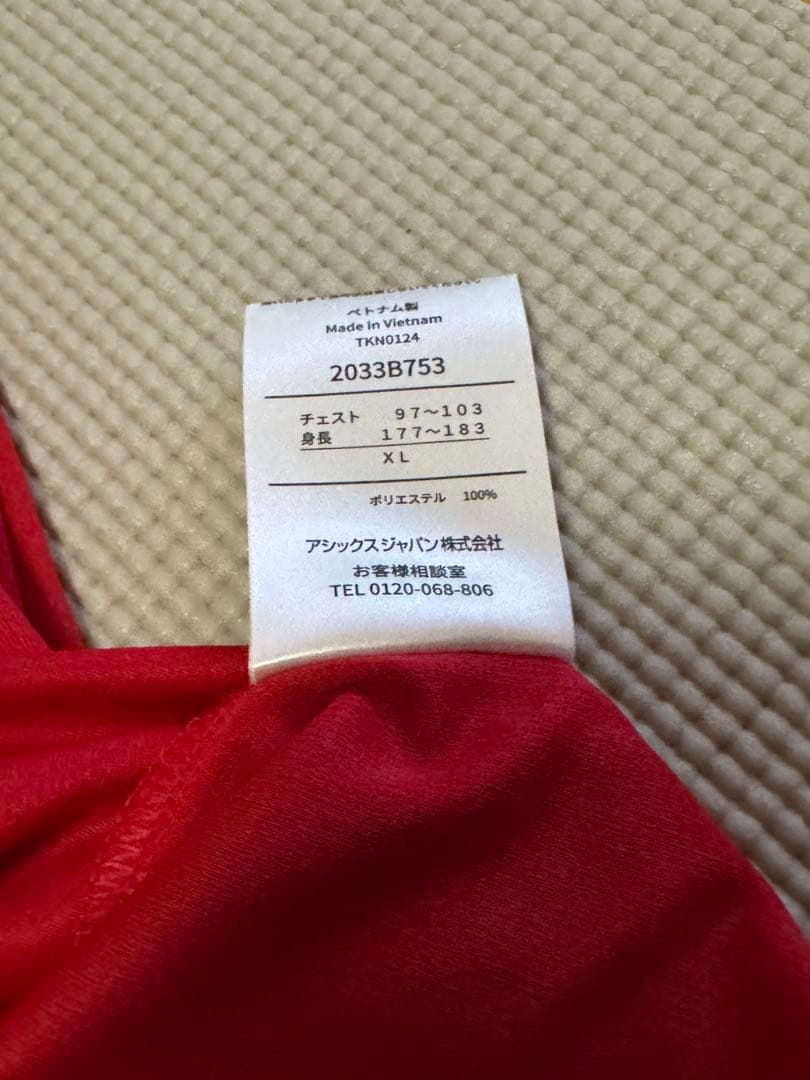 ベトナム製
Made in Vietnam
TKN0124
2033B753
チェスト 97〜103
身長 177〜183
XL
ポリエステル 100%
アシックスジャパン株式会社
お客様相談室
TEL 0120-068-806